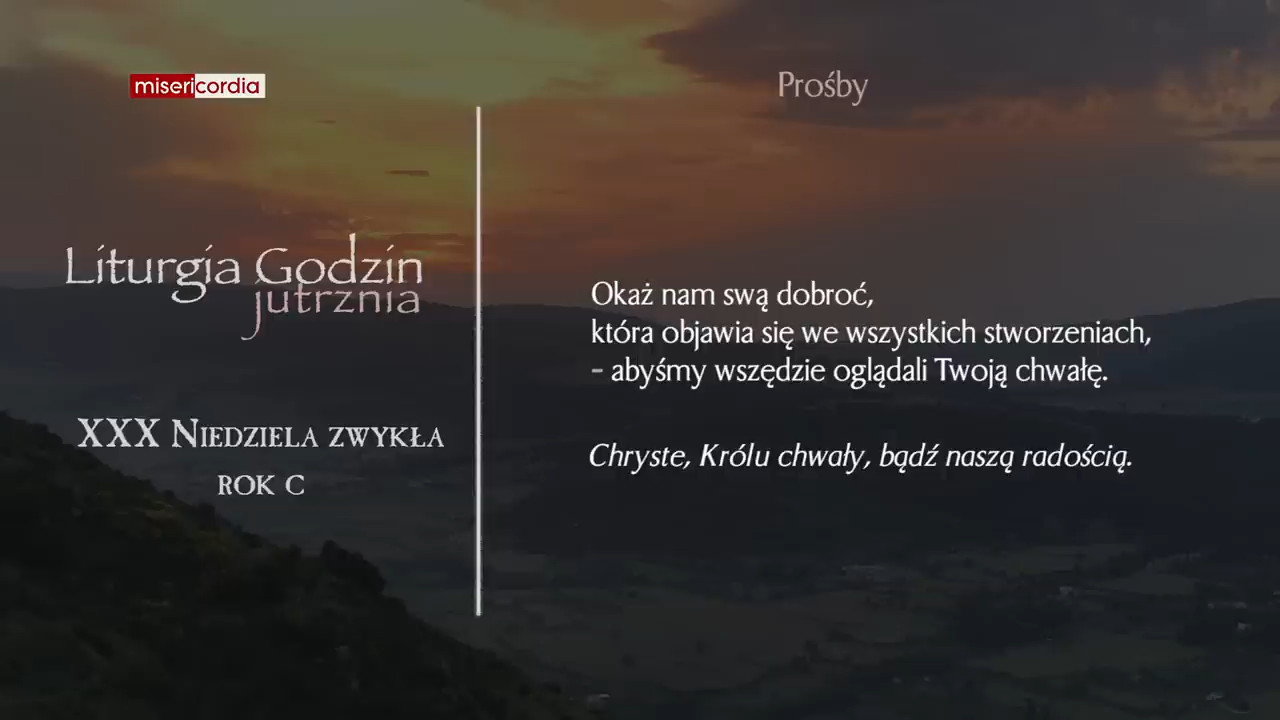 misericordia
Liturgia Godzin
jutrznia
XXX NIEDZIELA ZWYKŁA
ROK C
Prośby
Okaż nam swą dobroć,
która objawia się we wszystkich stworzeniach,
- abyśmy wszędzie oglądali Twoją chwałę.
Chryste, Królu chwały, bądź naszą radością.